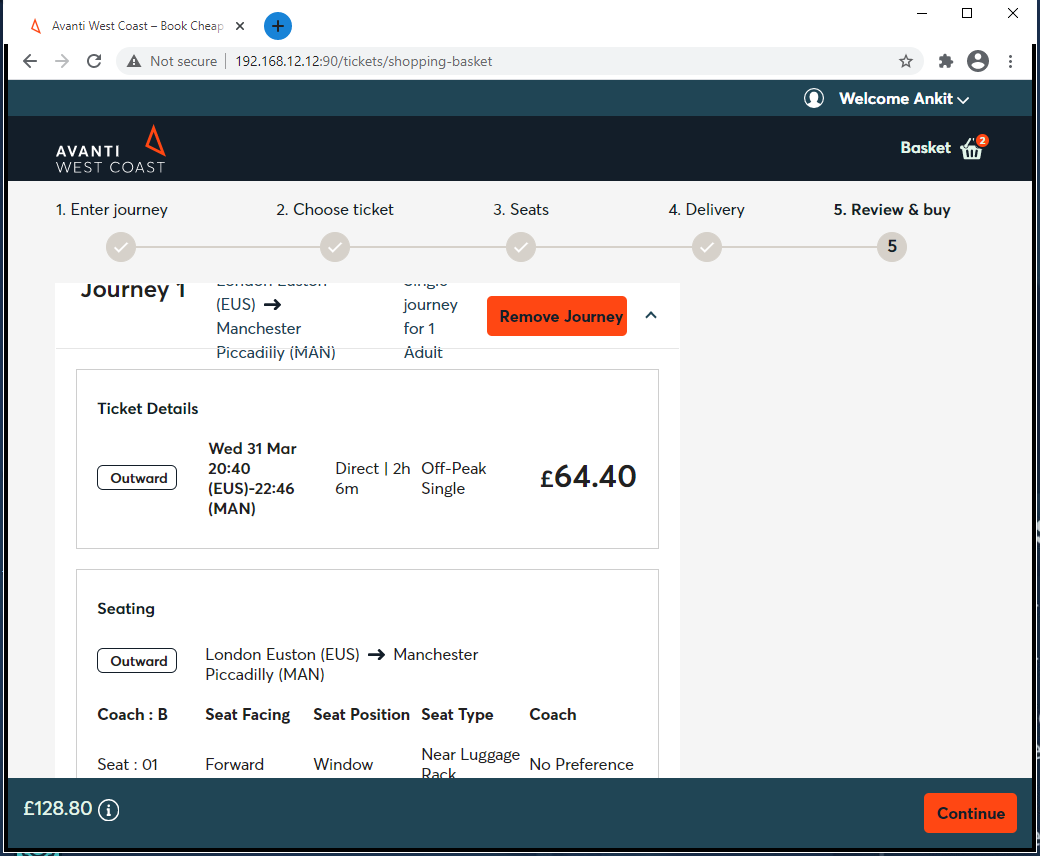 Avanti West Coast – Book Cheap
Not secure | 192.168.12.12:90/tickets/shopping-basket
Welcome Ankit
AVANTI
WEST COAST
Basket 2
1. Enter journey 2. Choose ticket 3. Seats 4. Delivery 5. Review & buy
5
Journey 1
London Euston
(EUS) →
Manchester
Piccadilly (MAN)
Single
journey
for 1
Adult
Remove Journey
Ticket Details
Outward
Wed 31 Mar
20:40
(EUS)-22:46
(MAN)
Direct | 2h
6m
Off-Peak
Single
£64.40
Seating
Outward
London Euston (EUS) → Manchester
Piccadilly (MAN)
Coach : B Seat Facing Seat Position Seat Type Coach
Seat : 01 Forward Window
Near Luggage
Rack
No Preference
£128.80
Continue